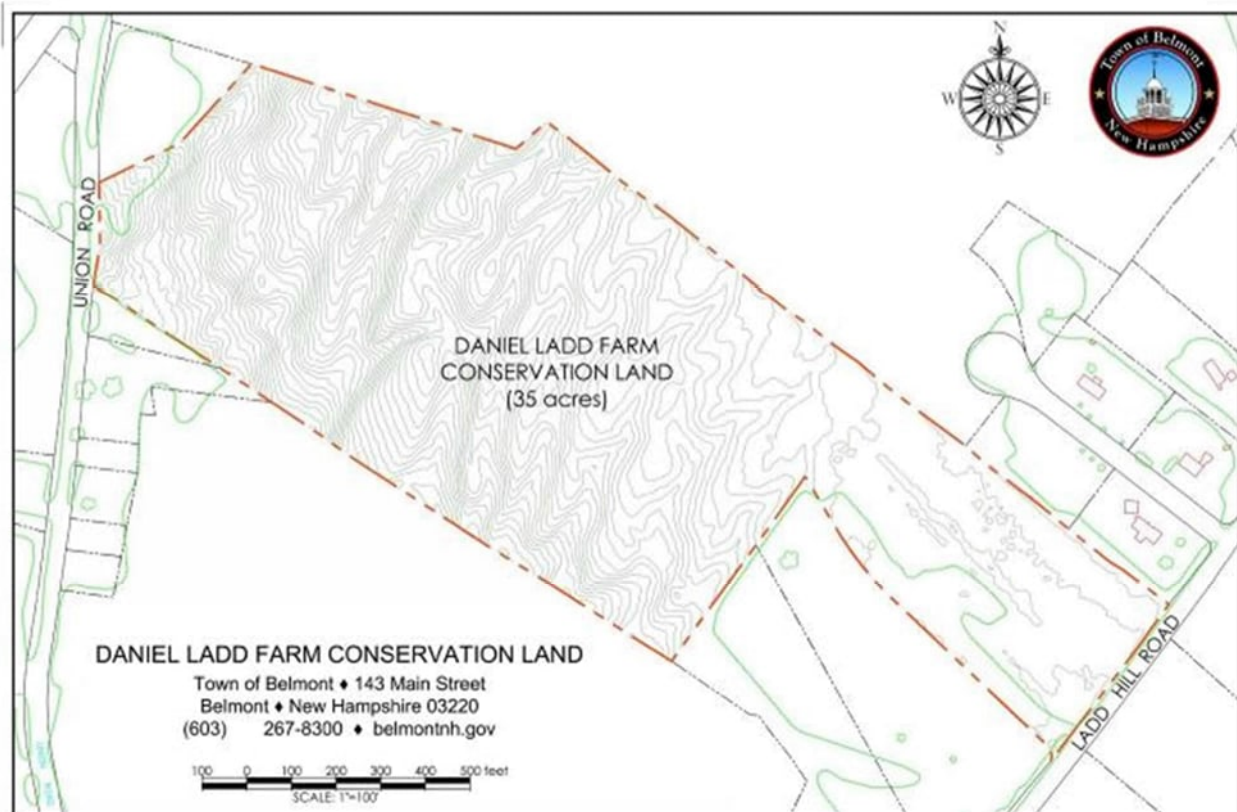 N
W E
S
Town of Belmont
New Hampshire
UNION ROAD
DANIEL LADD FARM
CONSERVATION LAND
(35 acres)
LADD HILL ROAD
DANIEL LADD FARM CONSERVATION LAND
Town of Belmont ♦ 143 Main Street
Belmont ♦ New Hampshire 03220
(603) 267-8300 ♦ belmontnh.gov
100 0 100 200 300 400 500 feet
SCALE: 1"=100'